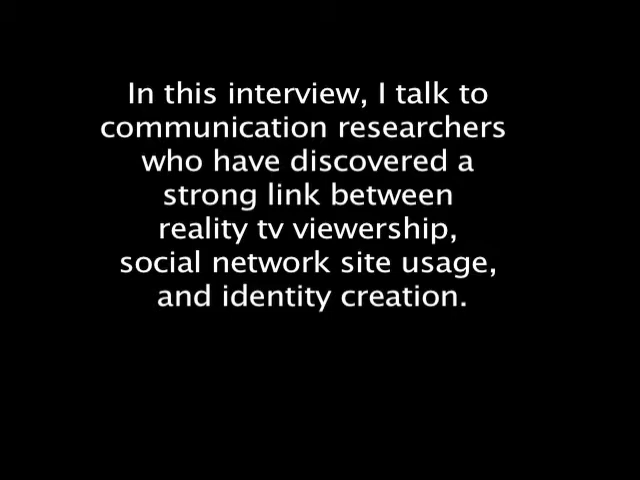 In this interview, I talk to
communication researchers
who have discovered a
strong link between
reality tv viewership,
social network site usage,
and identity creation.